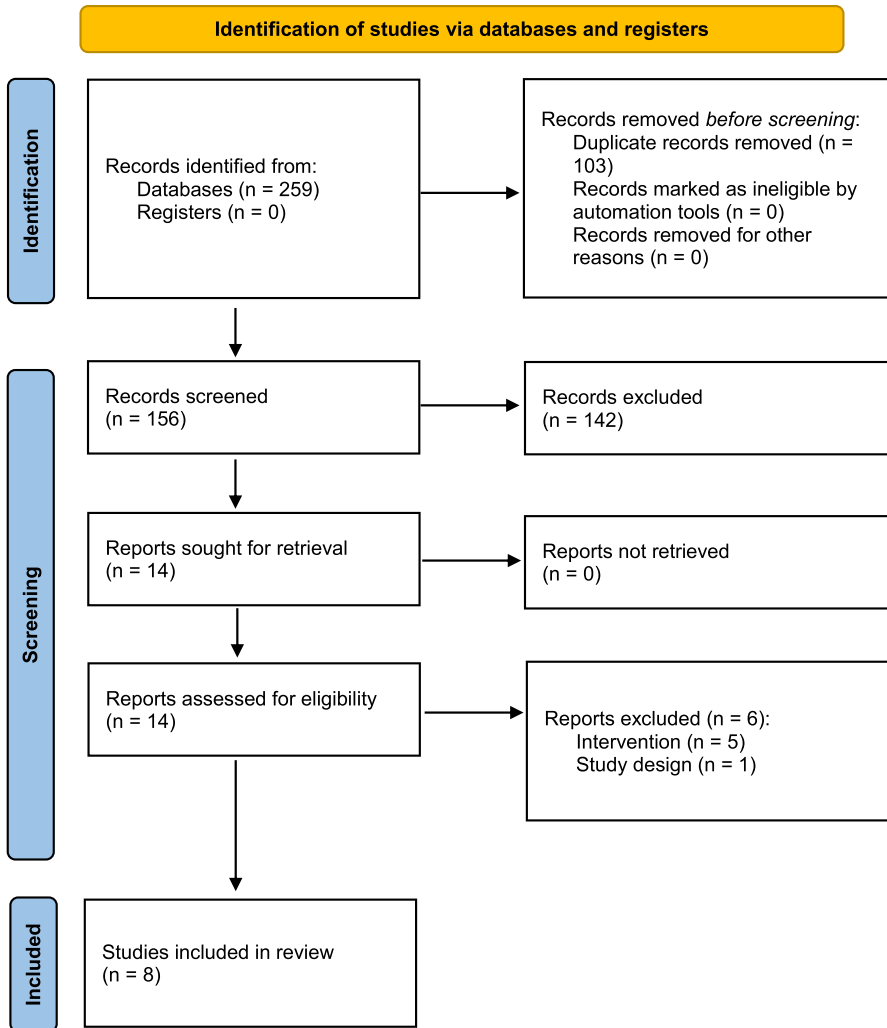 Identification of studies via databases and registers
Identification
Records identified from:
Databases (n = 259)
Registers (n = 0)
Records removed before screening:
Duplicate records removed (n =
103)
Records marked as ineligible by
automation tools (n = 0)
Records removed for other
reasons (n = 0)
Screening
Records screened
(n = 156)
Records excluded
(n = 142)
Reports sought for retrieval
(n = 14)
Reports not retrieved
(n = 0)
Reports assessed for eligibility
(n = 14)
Reports excluded (n = 6):
Intervention (n = 5)
Study design (n = 1)
Included
Studies included in review
(n = 8)